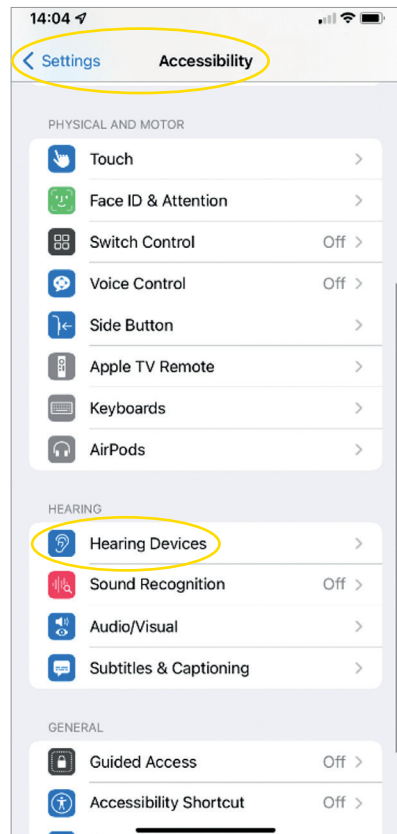 14:04
Settings Accessibility
PHYSICAL AND MOTOR
Touch
Face ID & Attention
Switch Control Off
Voice Control Off
Side Button
Apple TV Remote
Keyboards
AirPods
HEARING
Hearing Devices
Sound Recognition Off
Audio/Visual
Subtitles & Captioning
GENERAL
Guided Access Off
Accessibility Shortcut Off